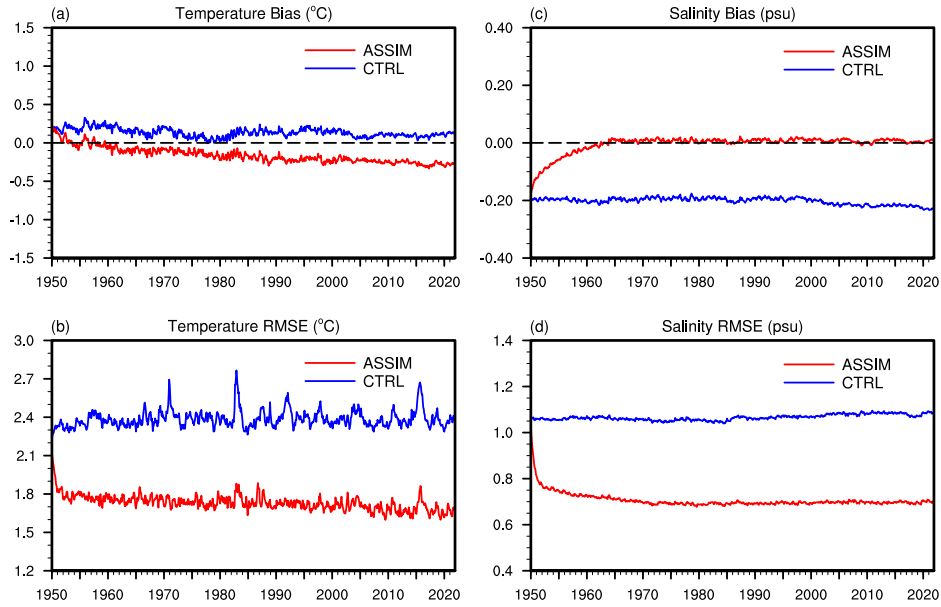 (a) Temperature Bias (°C)
1.5
1.0
0.5
0.0
-0.5
-1.0
-1.5
ASSIM
CTRL
1950 1960 1970 1980 1990 2000 2010 2020
(c) Salinity Bias (psu)
0.40
0.20
0.00
-0.20
-0.40
ASSIM
CTRL
1950 1960 1970 1980 1990 2000 2010 2020
(b) Temperature RMSE (°C)
3.0
2.7
2.4
2.1
1.8
1.5
1.2
ASSIM
CTRL
1950 1960 1970 1980 1990 2000 2010 2020
(d) Salinity RMSE (psu)
1.4
1.2
1.0
0.8
0.6
0.4
ASSIM
CTRL
1950 1960 1970 1980 1990 2000 2010 2020